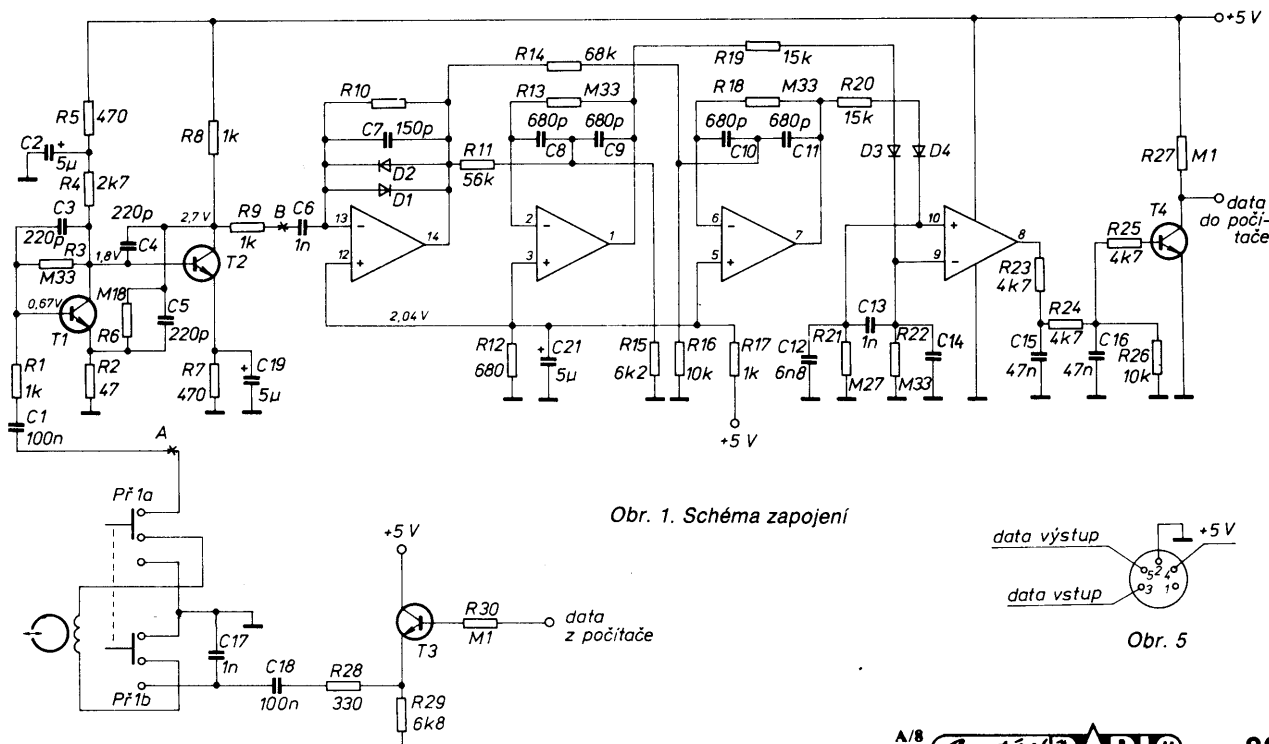 +5 V
R5 470
C2 5µ
R4 2k7
C3 220p
220p C4
R3 M33
1,8V
0,67V
T1
M18 R6
C5 220p
R1 1k
C1 100n
R2 47
R8 1k
2,7 V
T2
R7 470
C19 5µ
R9 1k
B
C6 1n
R10
C7 150p
D2
D1
R11 56k
13
12
14
R14 68k
R13 M33
680p C8
680p C9
2
3
1
2,04 V
R12 680
C21 5µ
R15 6k2
R16 10k
R17 1k
+5 V
R19 15k
R18 M33
680p C10
680p C11
6
5
7
R20 15k
D3
D4
10
9
8
C12 6n8
R21 M27
C13 1n
R22 M33
C14
R23 4k7
R24 4k7
C15 47n
C16 47n
R25 4k7
R26 10k
R27 M1
T4
data
do počí-
tače
A
Př 1a
Př 1b
C17 1n
C18 100n
R28 330
R29 6k8
+5 V
T3
R30 M1
data
z počítače
Obr. 1. Schéma zapojení
data výstup
data vstup
+5 V
5
2
4
3
1
Obr. 5
A/8